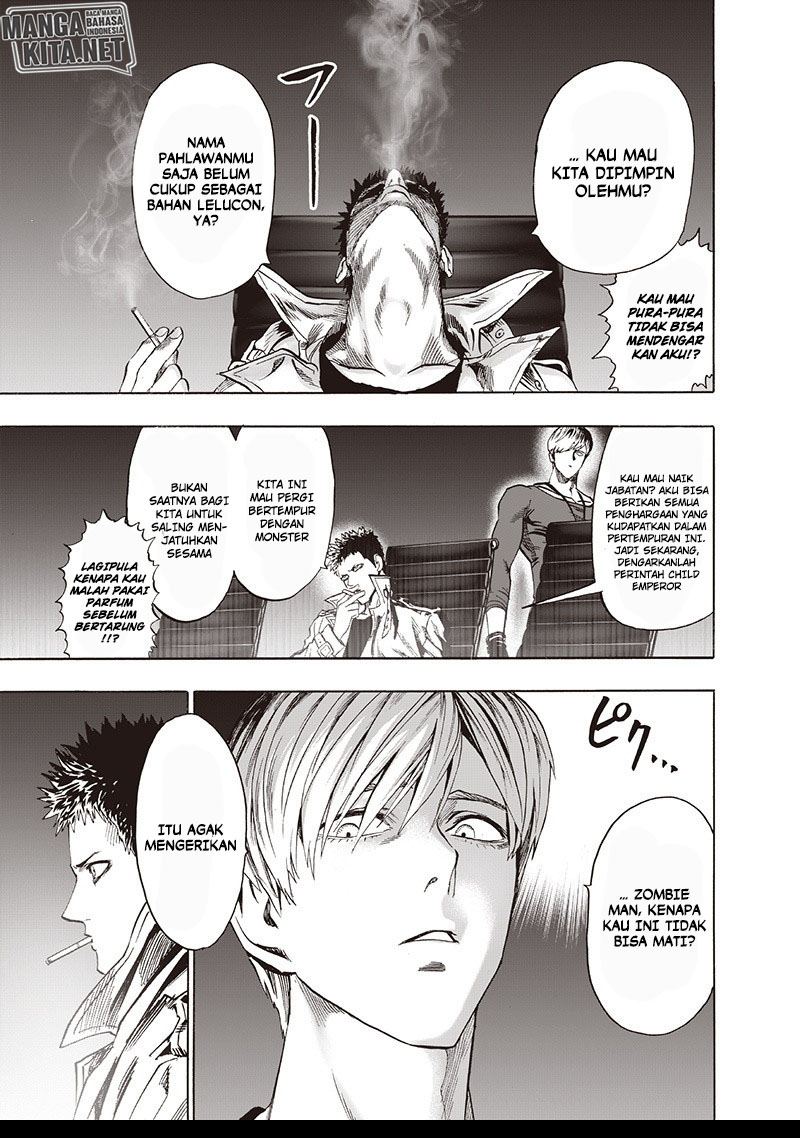 MANGA
BACA MANGA
BAHASA
INDONESIA
KITA.NET
... KAU MAU
KITA DIPIMPIN
OLEHMU?
フー
NAMA
PAHLAWANMU
SAJA BELUM
CUKUP SEBAGAI
BAHAN LELUCON,
YA?
KAU MAU
PURA-PURA
TIDAK BISA
MENDENGAR
KAN AKU!?
KAU MAU NAIK
JABATAN? AKU BISA
BERIKAN SEMUA
PENGHARGAAN YANG
KUDAPATKAN DALAM
PERTEMPURAN INI.
JADI SEKARANG,
DENGARKANLAH
PERINTAH CHILD
EMPEROR
KITA INI
MAU PERGI
BERTEMPUR
DENGAN
MONSTER
BUKAN
SAATNYA BAGI
KITA UNTUK
SALING MEN-
JATUHKAN
SESAMA
LAGIPULA
KENAPA KAU
MALAH PAKAI
PARFUM
SEBELUM
BERTARUNG
!!?
ピク...
... ZOMBIE
MAN, KENAPA
KAU INI TIDAK
BISA MATI?
ITU AGAK
MENGERIKAN